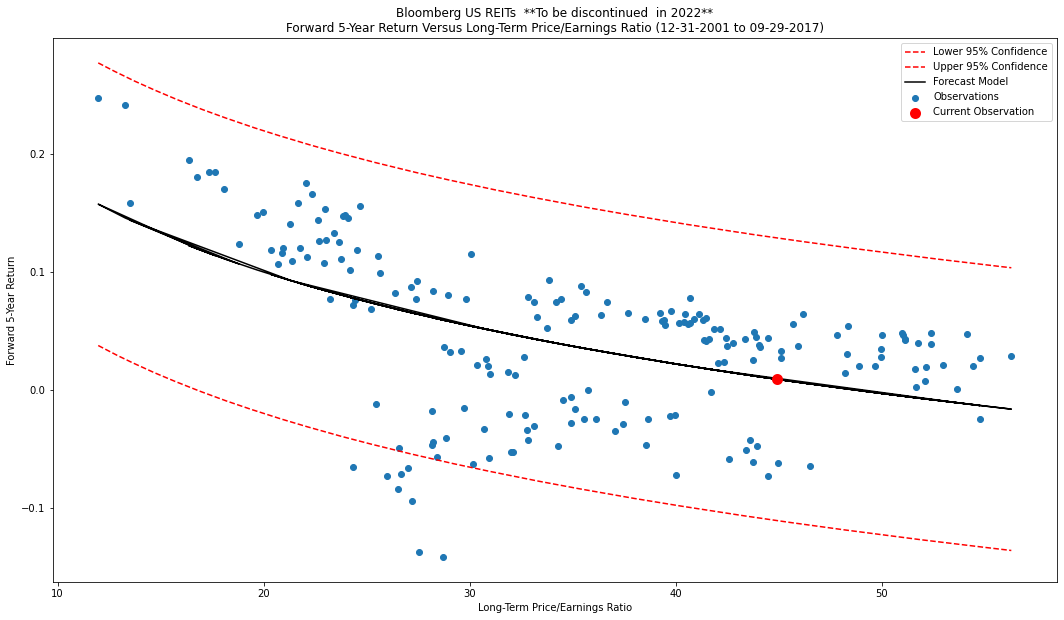 Bloomberg US REITs  **To be discontinued  in 2022**
Forward 5-Year Return Versus Long-Term Price/Earnings Ratio (12-31-2001 to 09-29-2017)
Lower 95% Confidence
Upper 95% Confidence
Forecast Model
Observations
Current Observation
Forward 5-Year Return
0.2
0.1
0.0
−0.1
10 20 30 40 50
Long-Term Price/Earnings Ratio